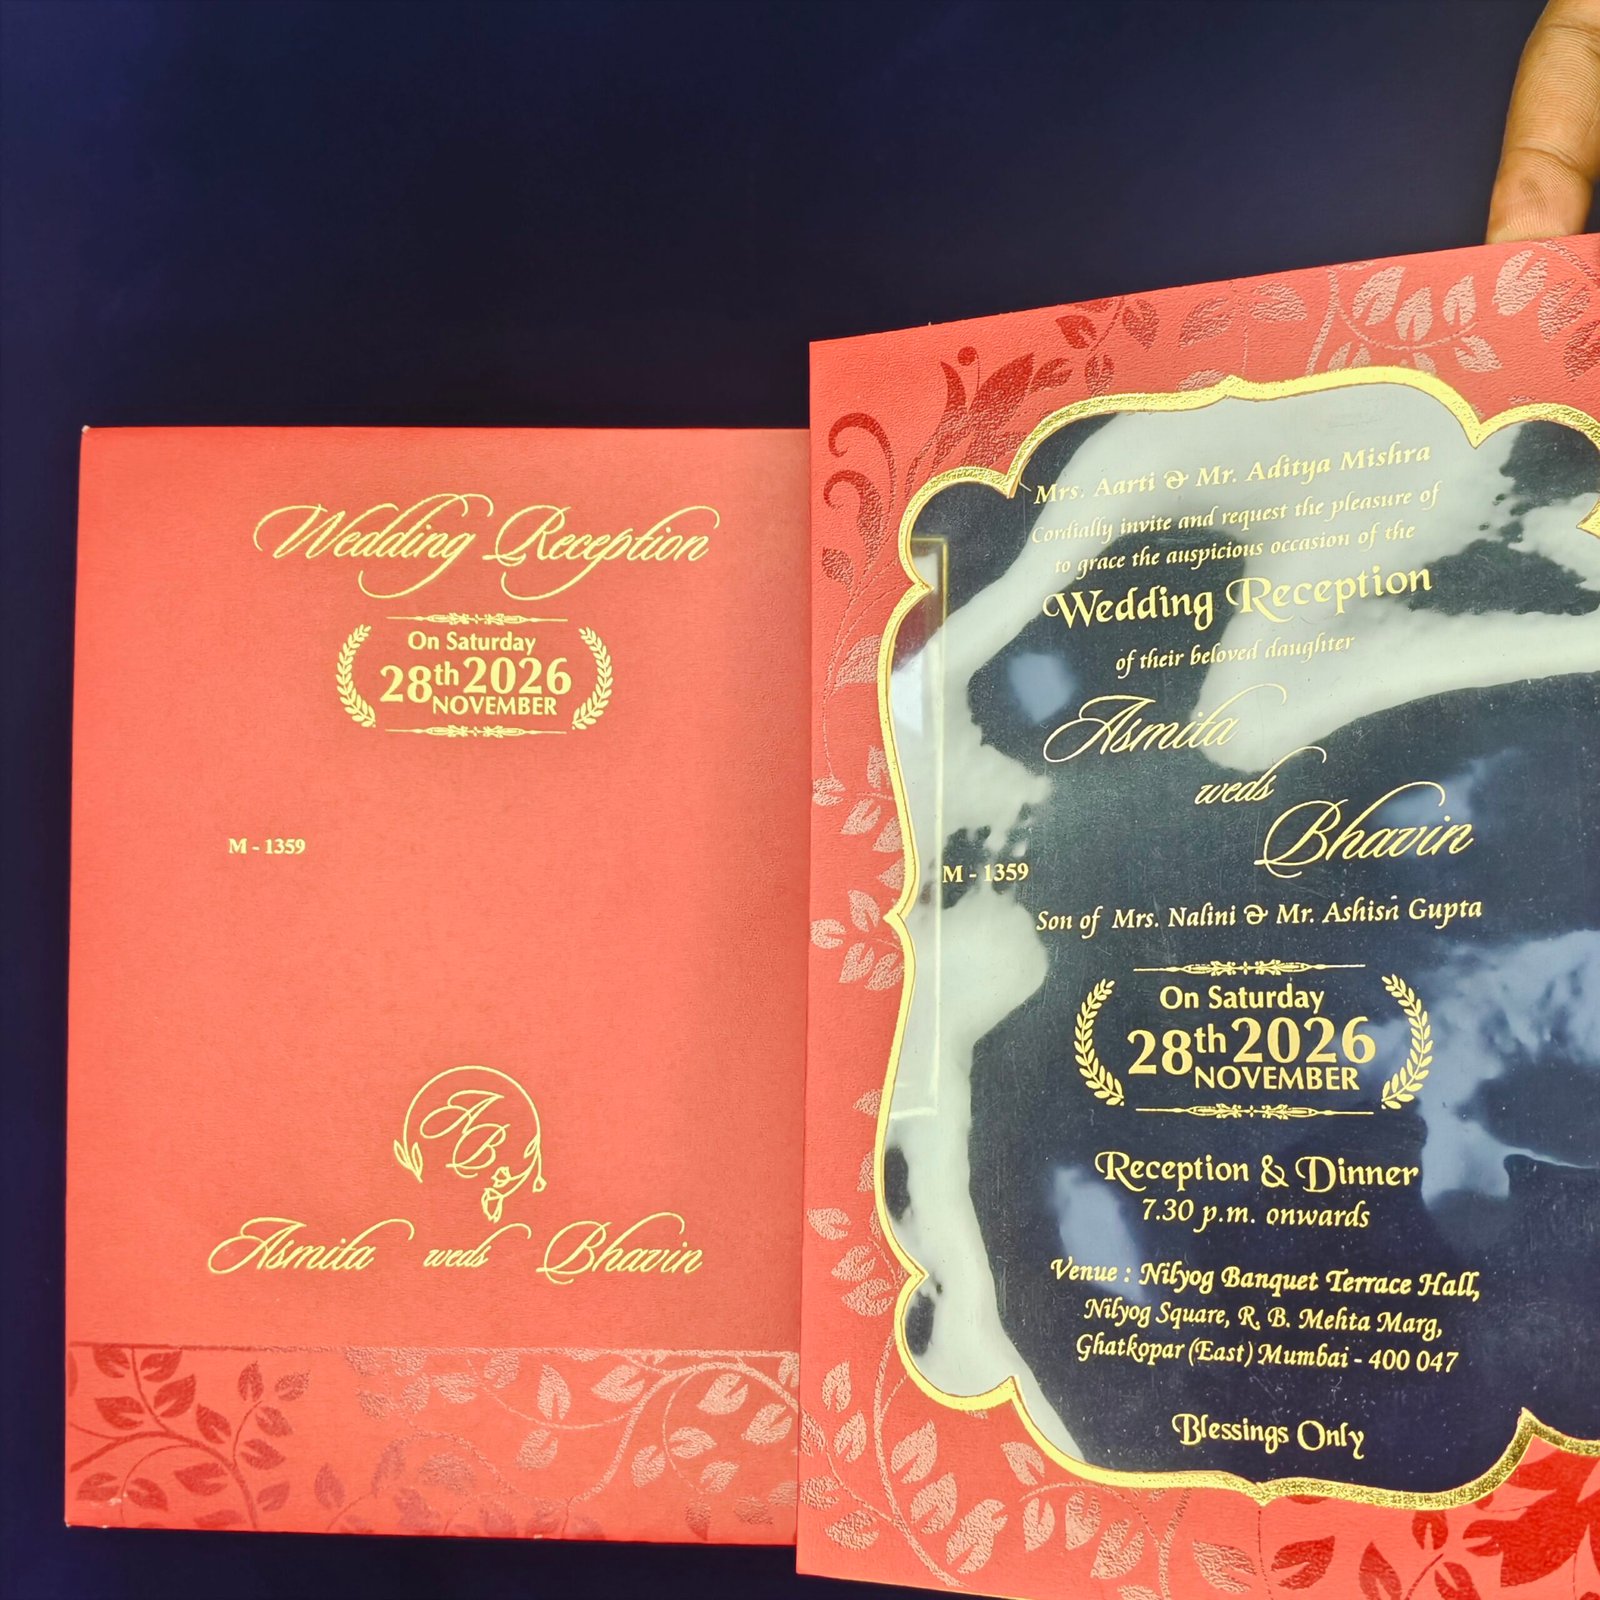 Wedding Reception
On Saturday
28th 2026
NOVEMBER
M - 1359
A
B
Asmita weds Bhavin
Mrs. Aarti & Mr. Aditya Mishra
Cordially invite and request the pleasure of
to grace the auspicious occasion of the
Wedding Reception
of their beloved daughter
Asmita
weds
Bhavin
M - 1359
Son of Mrs. Nalini & Mr. Ashish Gupta
On Saturday
28th 2026
NOVEMBER
Reception & Dinner
7.30 p.m. onwards
Venue : Nilyog Banquet Terrace Hall,
Nilyog Square, R. B. Mehta Marg,
Ghatkopar (East) Mumbai - 400 047
Blessings Only